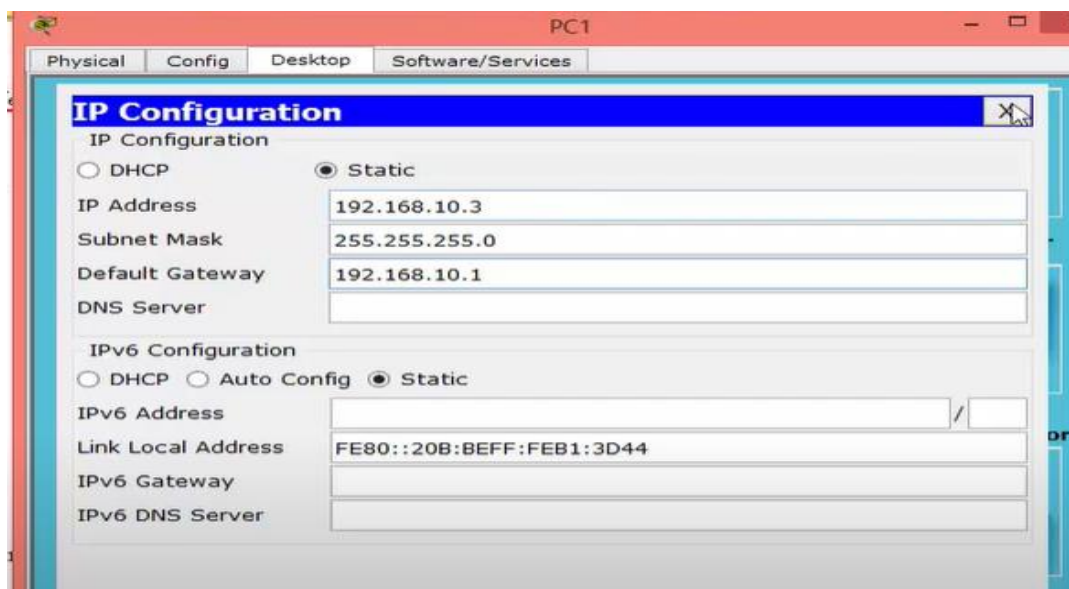 PC1
Physical Config Desktop Software/Services
IP Configuration
X
IP Configuration
DHCP Static
IP Address 192.168.10.3
Subnet Mask 255.255.255.0
Default Gateway 192.168.10.1
DNS Server
IPv6 Configuration
DHCP Auto Config Static
IPv6 Address /
Link Local Address FE80::20B:BEFF:FEB1:3D44
IPv6 Gateway
IPv6 DNS Server